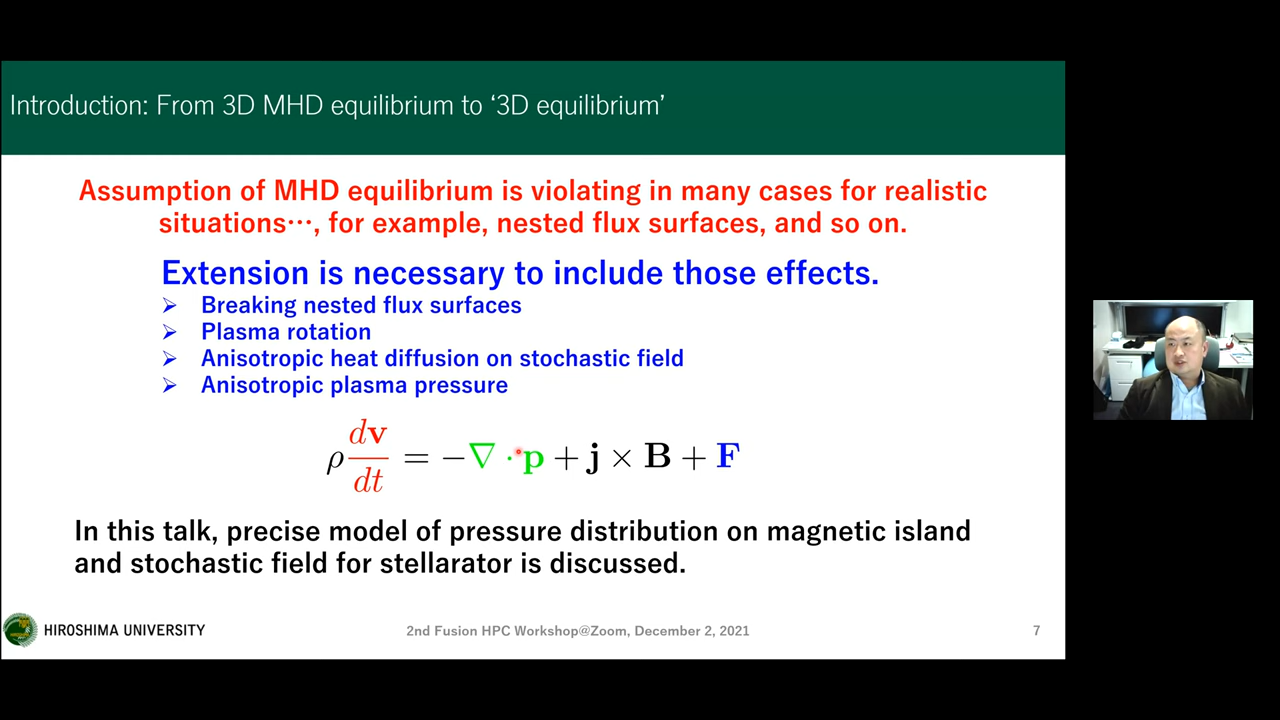 Introduction: From 3D MHD equilibrium to ‘3D equilibrium’
Assumption of MHD equilibrium is violating in many cases for realistic
situations⋯, for example, nested flux surfaces, and so on.
Extension is necessary to include those effects.
➢ Breaking nested flux surfaces
➢ Plasma rotation
➢ Anisotropic heat diffusion on stochastic field
➢ Anisotropic plasma pressure
ρ dv/dt = −∇ · p + j × B + F
In this talk, precise model of pressure distribution on magnetic island
and stochastic field for stellarator is discussed.
HIROSHIMA UNIVERSITY
2nd Fusion HPC Workshop@Zoom, December 2, 2021
7